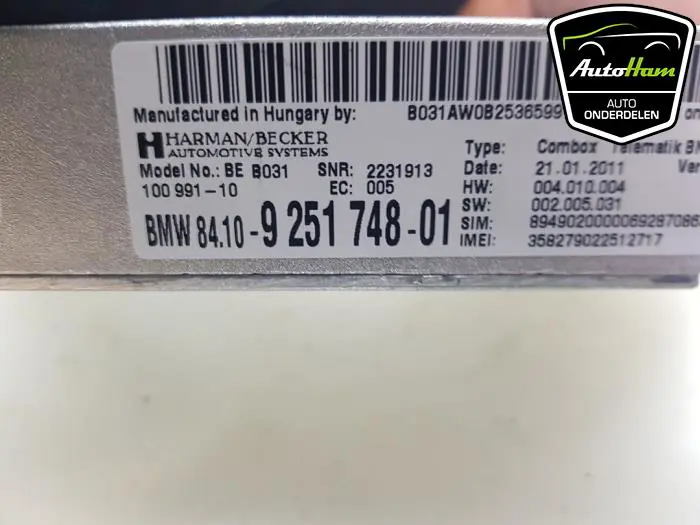 AutoHam
AUTO
ONDERDELEN
Manufactured in Hungary by: B031AW0B2536599
HARMAN/BECKER
AUTOMOTIVE SYSTEMS
Model No.: BE B031 SNR: 2231913
100 991-10 EC: 005
BMW 84.10-9 251 748-01
Type: Combox Telematik
Date: 21.01.2011 Ver
HW: 004.010.004
SW: 002.005.031
SIM:
IMEI: 358279022512717